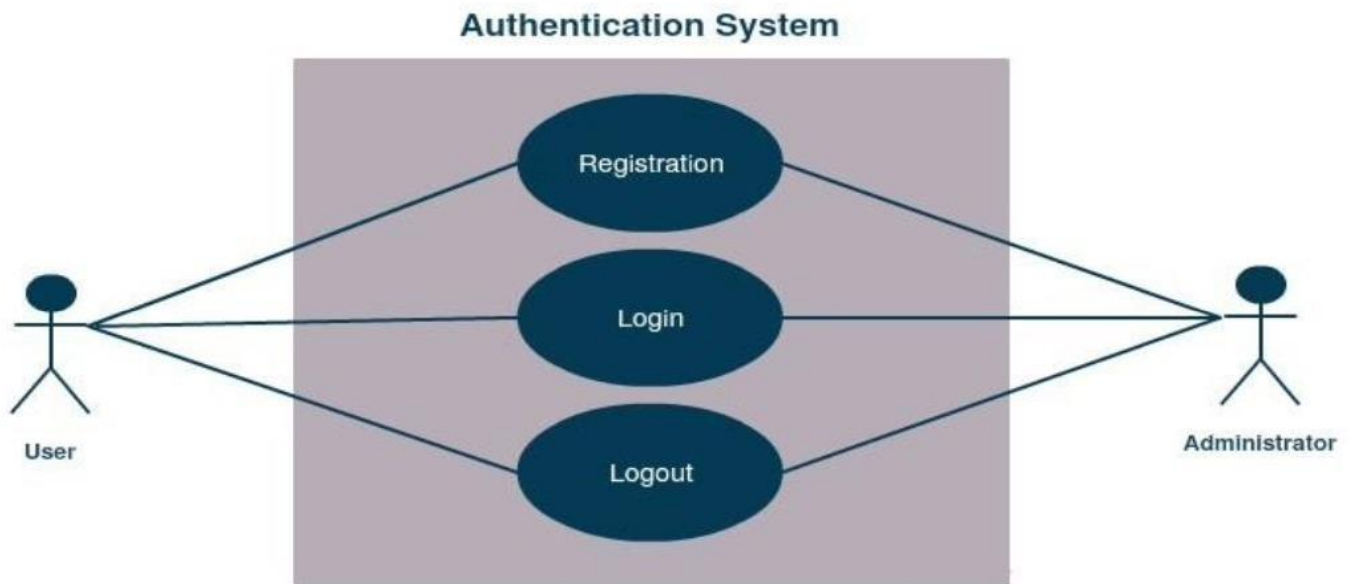 Authentication System
Registration
Login
Logout
User
Administrator